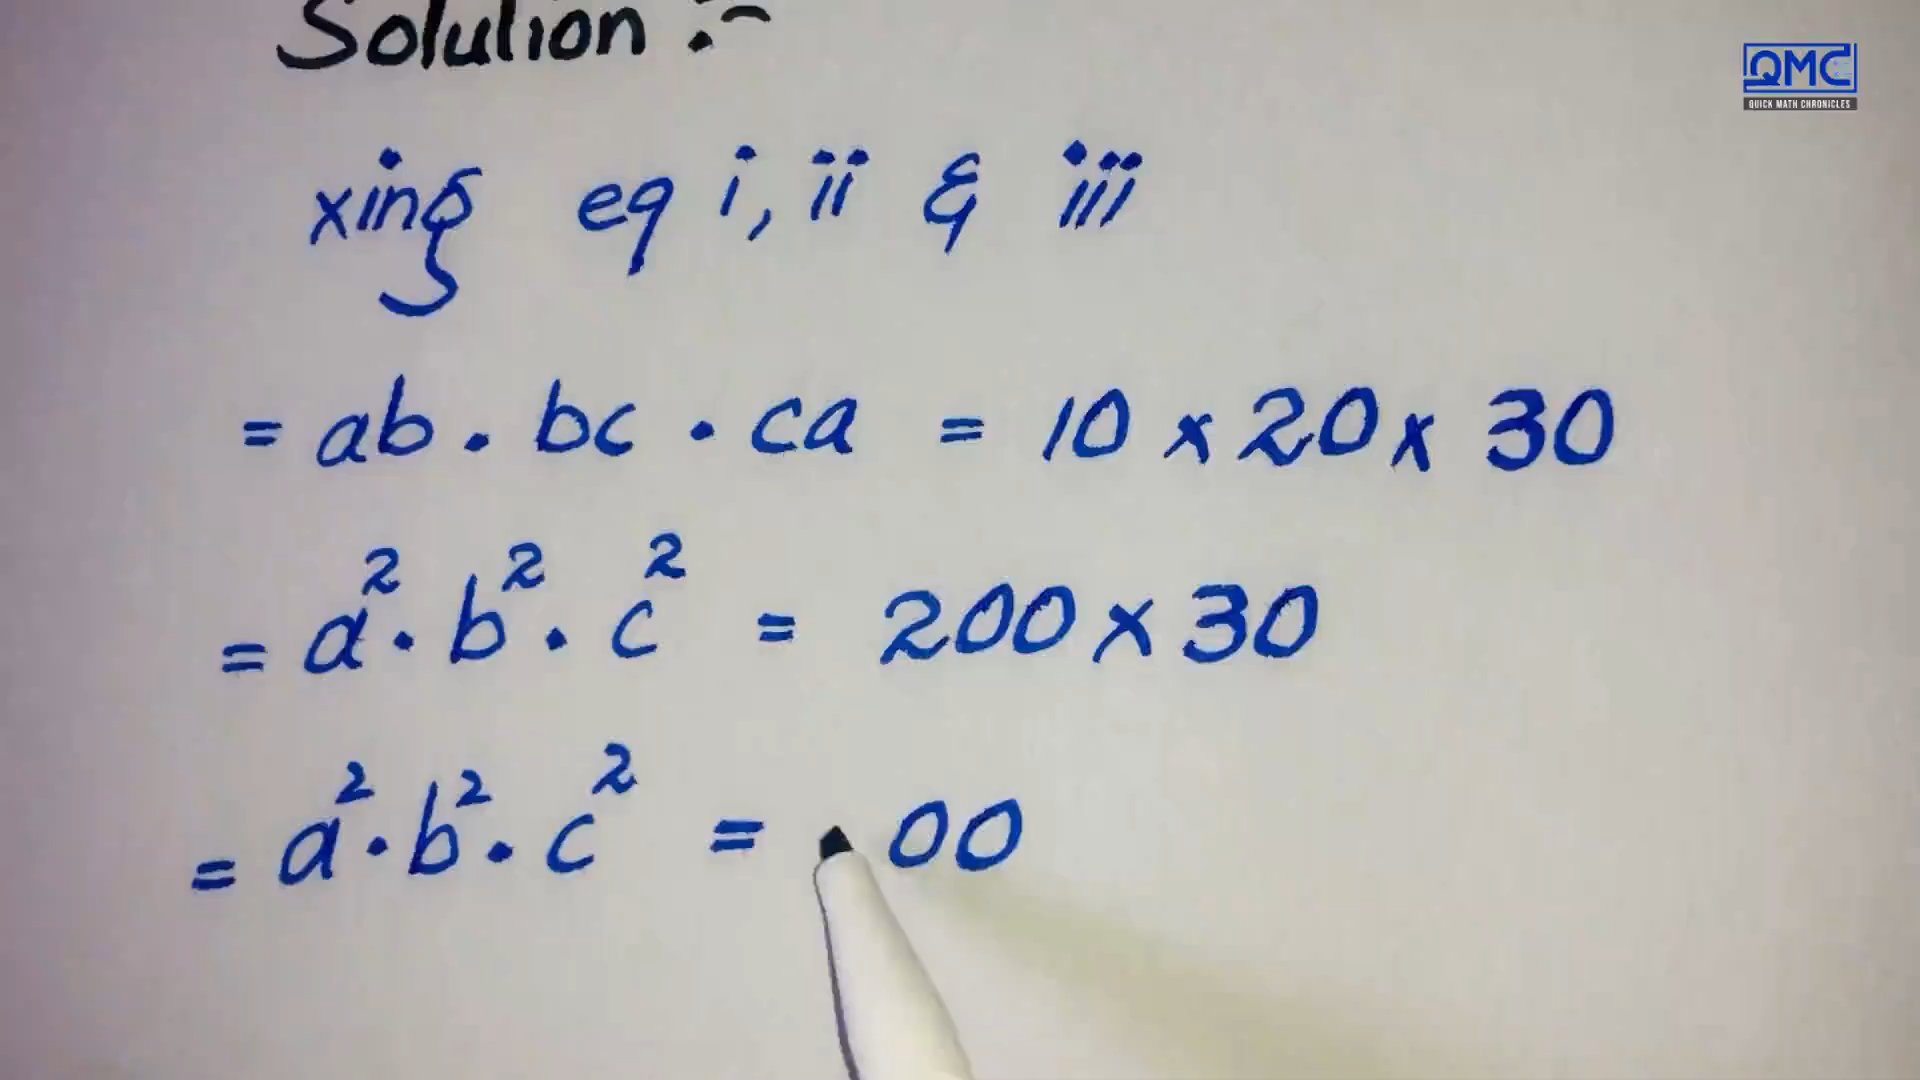 Solution :-
QMC
QUICK MATH CHRONICLES
xing eq i, ii & iii
= ab . bc . ca = 10 x 20 x 30
= a² . b² . c² = 200 x 30
= a² . b² . c² = 00